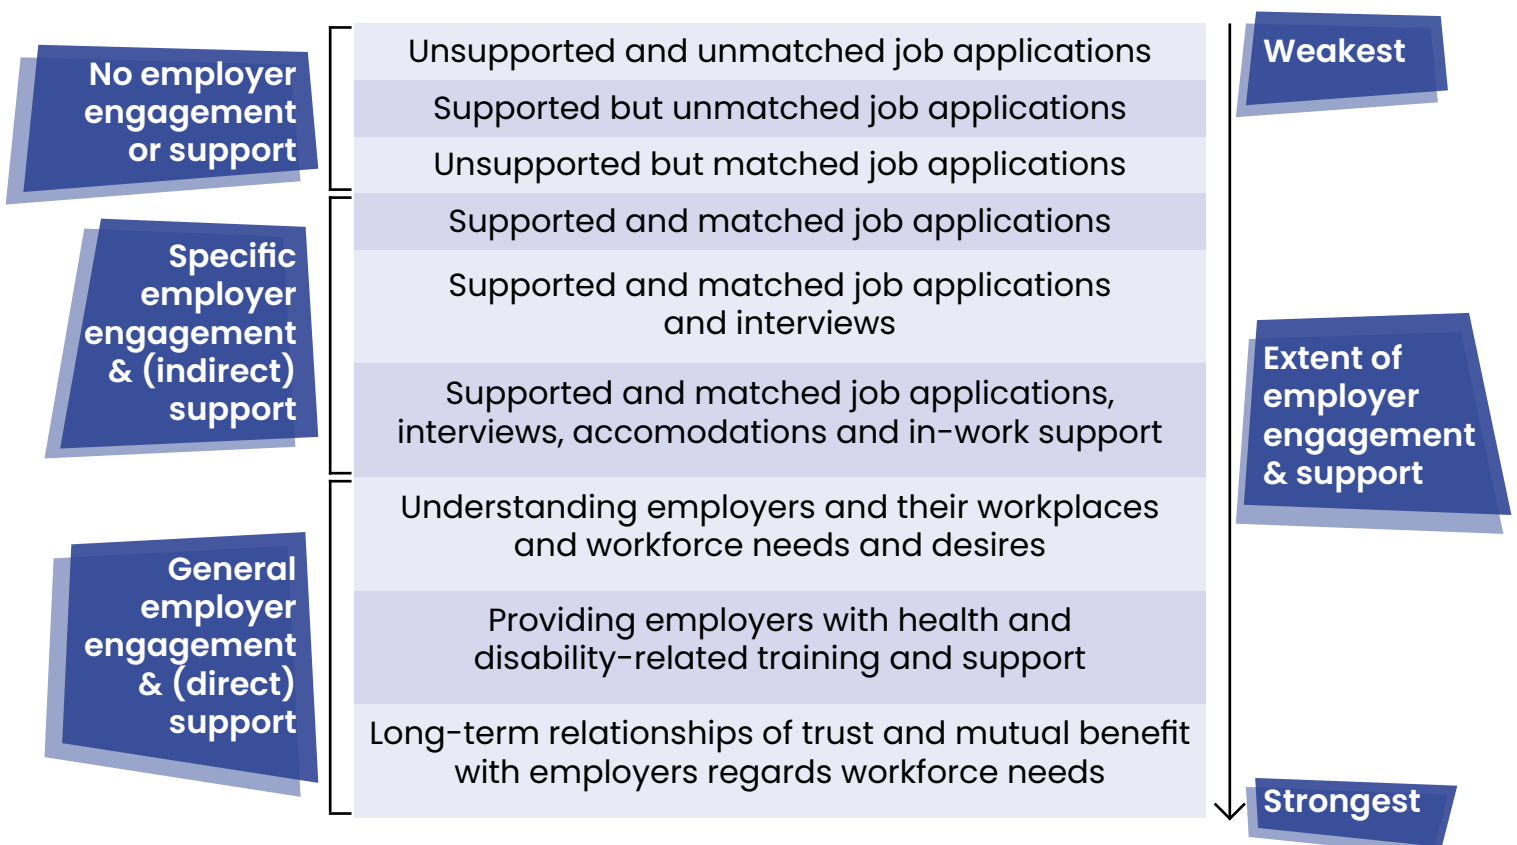 No employer
engagement
or support
Unsupported and unmatched job applications
Supported but unmatched job applications
Unsupported but matched job applications
Specific
employer
engagement
& (indirect)
support
Supported and matched job applications
Supported and matched job applications
and interviews
Supported and matched job applications,
interviews, accomodations and in-work support
General
employer
engagement
& (direct)
support
Understanding employers and their workplaces
and workforce needs and desires
Providing employers with health and
disability-related training and support
Long-term relationships of trust and mutual benefit
with employers regards workforce needs
Weakest
Extent of
employer
engagement
& support
Strongest